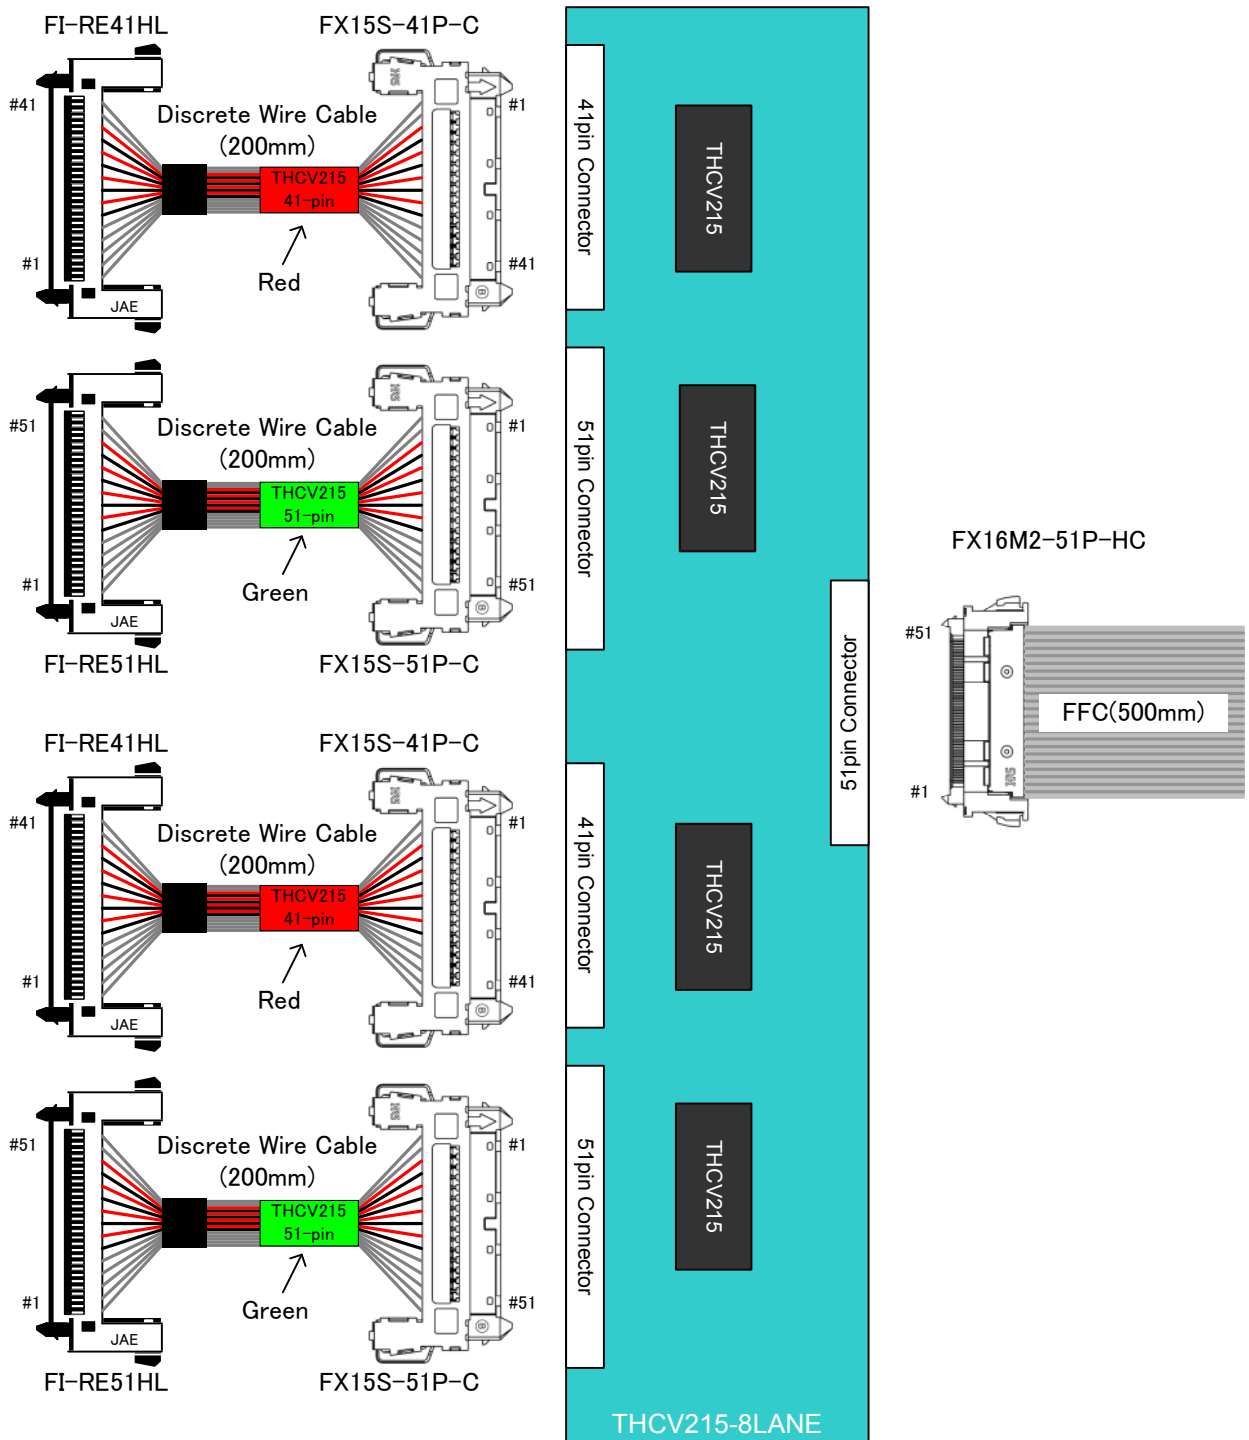 FI-RE41HL
FX15S-41P-C
#41
Discrete Wire Cable
(200mm)
#1
THCV215
41-pin
#1
Red
#41
JAE
41pin Connector
THCV215
#51
Discrete Wire Cable
(200mm)
#1
THCV215
51-pin
#1
Green
#51
JAE
FI-RE51HL
FX15S-51P-C
51pin Connector
THCV215
FX16M2-51P-HC
#51
51pin Connector
FFC(500mm)
#1
FI-RE41HL
FX15S-41P-C
#41
Discrete Wire Cable
(200mm)
#1
THCV215
41-pin
#1
Red
#41
JAE
41pin Connector
THCV215
#51
Discrete Wire Cable
(200mm)
#1
THCV215
51-pin
#1
Green
#51
JAE
FI-RE51HL
FX15S-51P-C
51pin Connector
THCV215
THCV215-8LANE